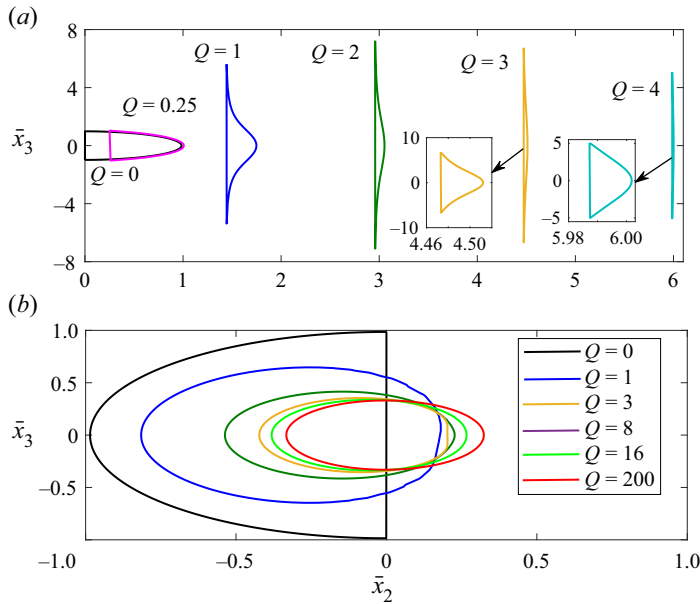 (a)
8
4
0
−4
−8
x̄3
Q = 0.25
Q = 0
Q = 1
Q = 2
Q = 3
Q = 4
10
0
−10
4.46 4.50
5
0
−5
5.98 6.00
0 1 2 3 4 5 6
(b)
1.0
0.5
0
−0.5
x̄3
Q = 0
Q = 1
Q = 3
Q = 8
Q = 16
Q = 200
−1.0 −0.5 0 0.5 1.0
x̄2